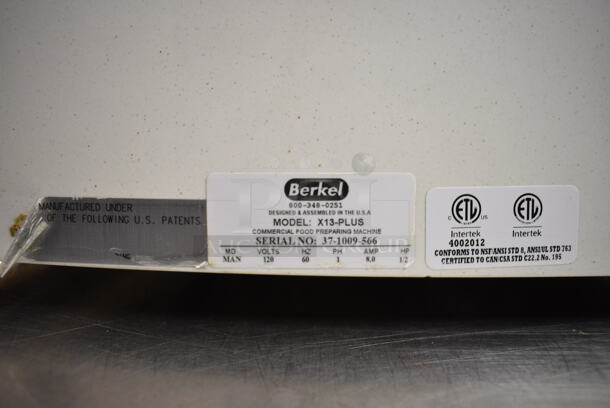 MANUFACTURED UNDER
OF THE FOLLOWING U.S. PATENTS
Berkel
800-348-0251
DESIGNED & ASSEMBLED IN THE U.S.A
MODEL: X13-PLUS
COMMERCIAL FOOD PREPARING MACHINE
SERIAL NO: 37-1009-566
MO VOLTS HZ PH AMP HP
MAN 120 60 1 8.0 1/2
C ETL US
ETL
Intertek Intertek
4002012
CONFORMS TO NSF/ANSI STD 8, ANSI/UL STD 763
CERTIFIED TO CAN/CSA STD C22.2 No. 195